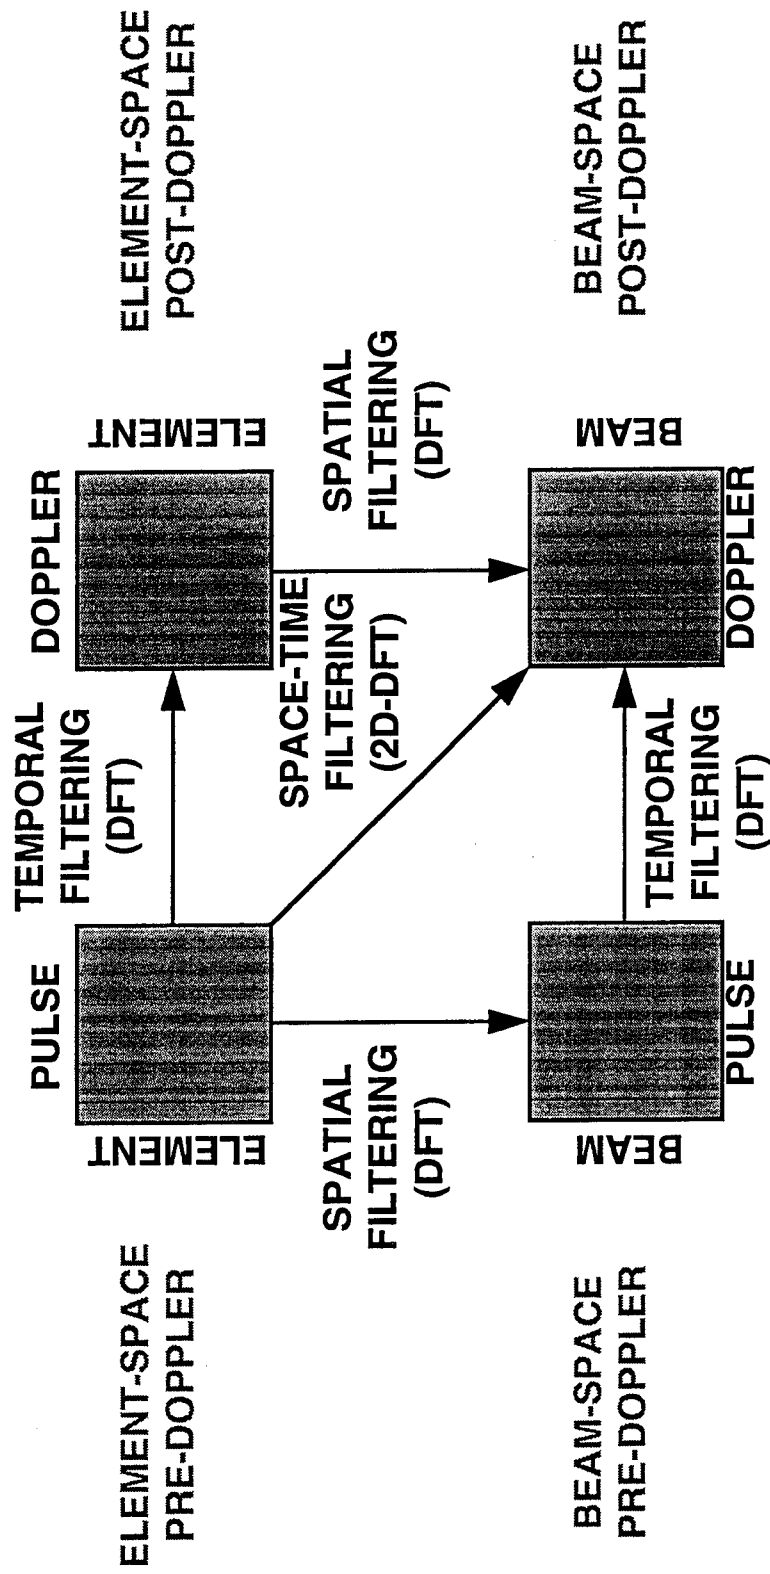 ELEMENT-SPACE
PRE-DOPPLER
PULSE
ELEMENT
TEMPORAL
FILTERING
(DFT)
DOPPLER
ELEMENT
ELEMENT-SPACE
POST-DOPPLER
SPATIAL
FILTERING
(DFT)
SPACE-TIME
FILTERING
(2D-DFT)
SPATIAL
FILTERING
(DFT)
BEAM-SPACE
PRE-DOPPLER
BEAM
PULSE
TEMPORAL
FILTERING
(DFT)
BEAM
DOPPLER
BEAM-SPACE
POST-DOPPLER